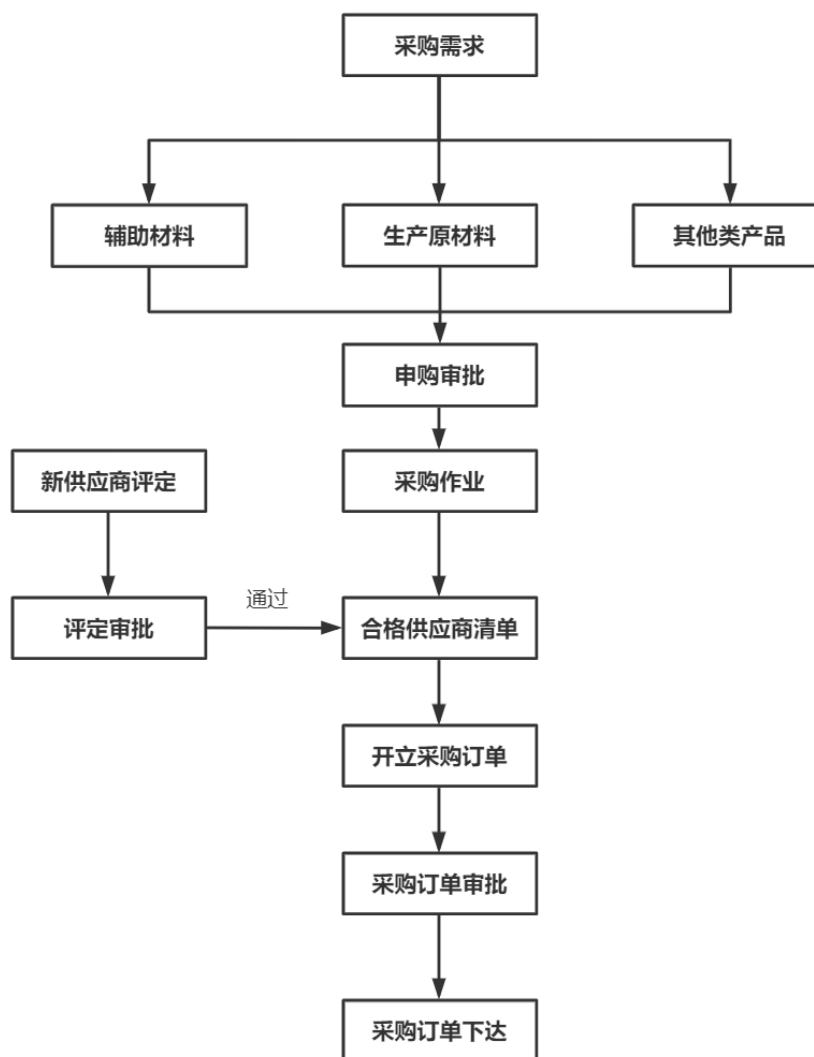 采购需求
辅助材料
生产原材料
其他类产品
申购审批
新供应商评定
采购作业
通过
评定审批
合格供应商清单
开立采购订单
采购订单审批
采购订单下达